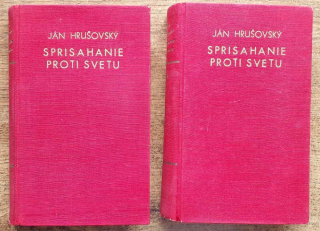 JÁN HRUŠOVSKÝ
SPRISAHANIE
PROTI SVETU
JÁN HRUŠOVSKÝ
SPRISAHANIE
PROTI SVETU